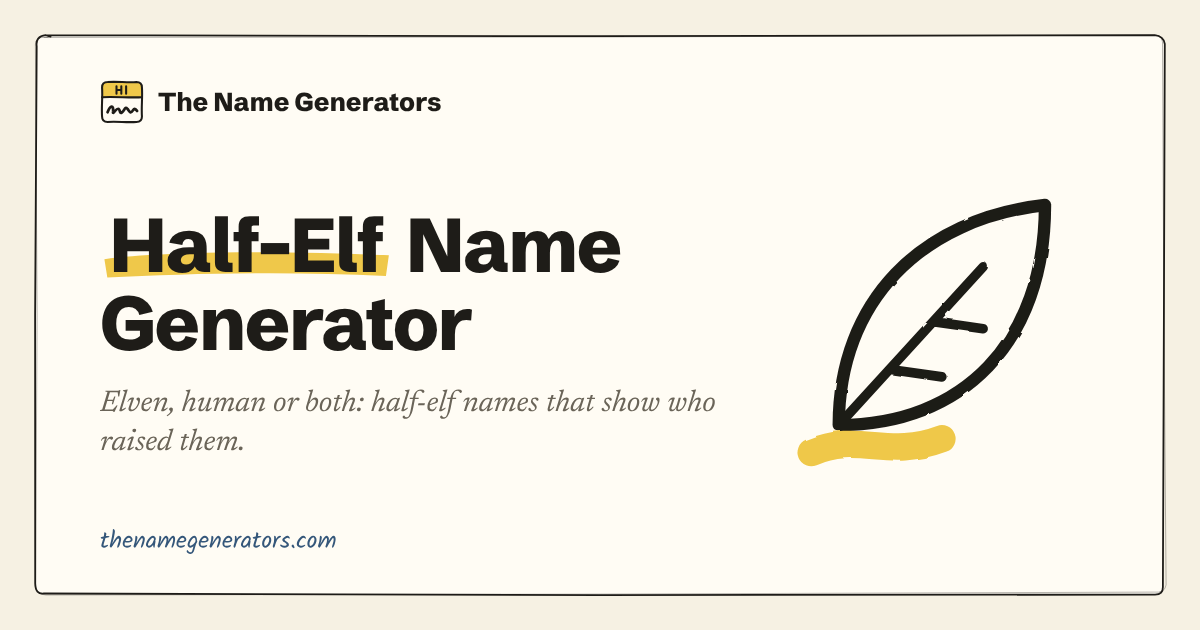 HI
The Name Generators
Half-Elf Name
Generator
Elven, human or both: half-elf names that show who
raised them.
thenamegenerators.com